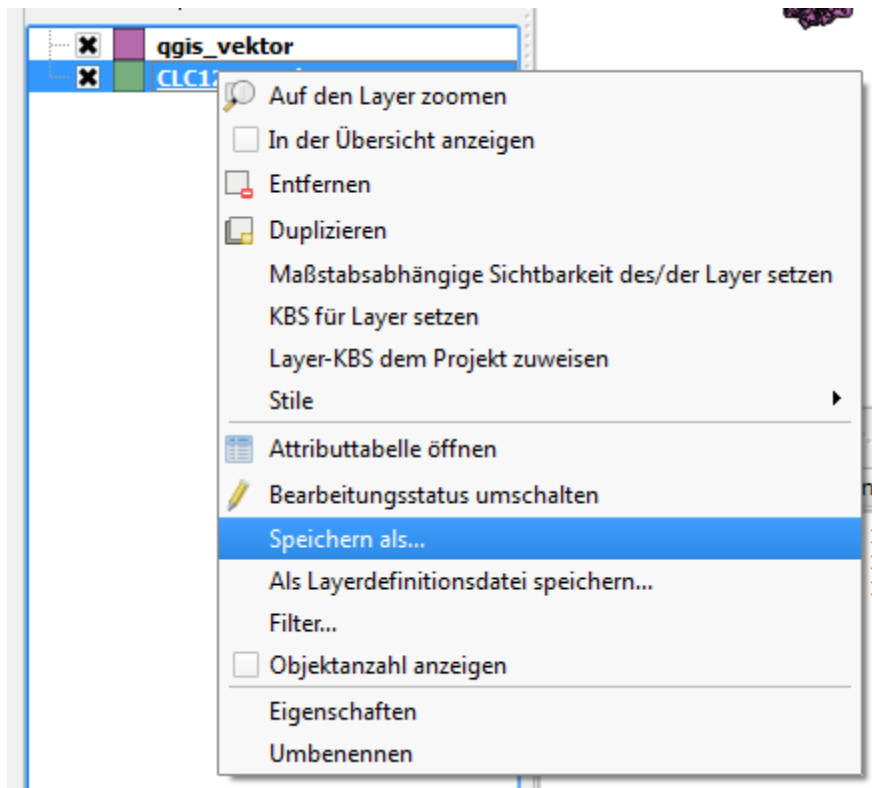 qgis_vektor
CLC12
Auf den Layer zoomen
In der Übersicht anzeigen
Entfernen
Duplizieren
Maßstabsabhängige Sichtbarkeit des/der Layer setzen
KBS für Layer setzen
Layer-KBS dem Projekt zuweisen
Stile
Attributtabelle öffnen
Bearbeitungsstatus umschalten
Speichern als...
Als Layerdefinitionsdatei speichern...
Filter...
Objektanzahl anzeigen
Eigenschaften
Umbenennen